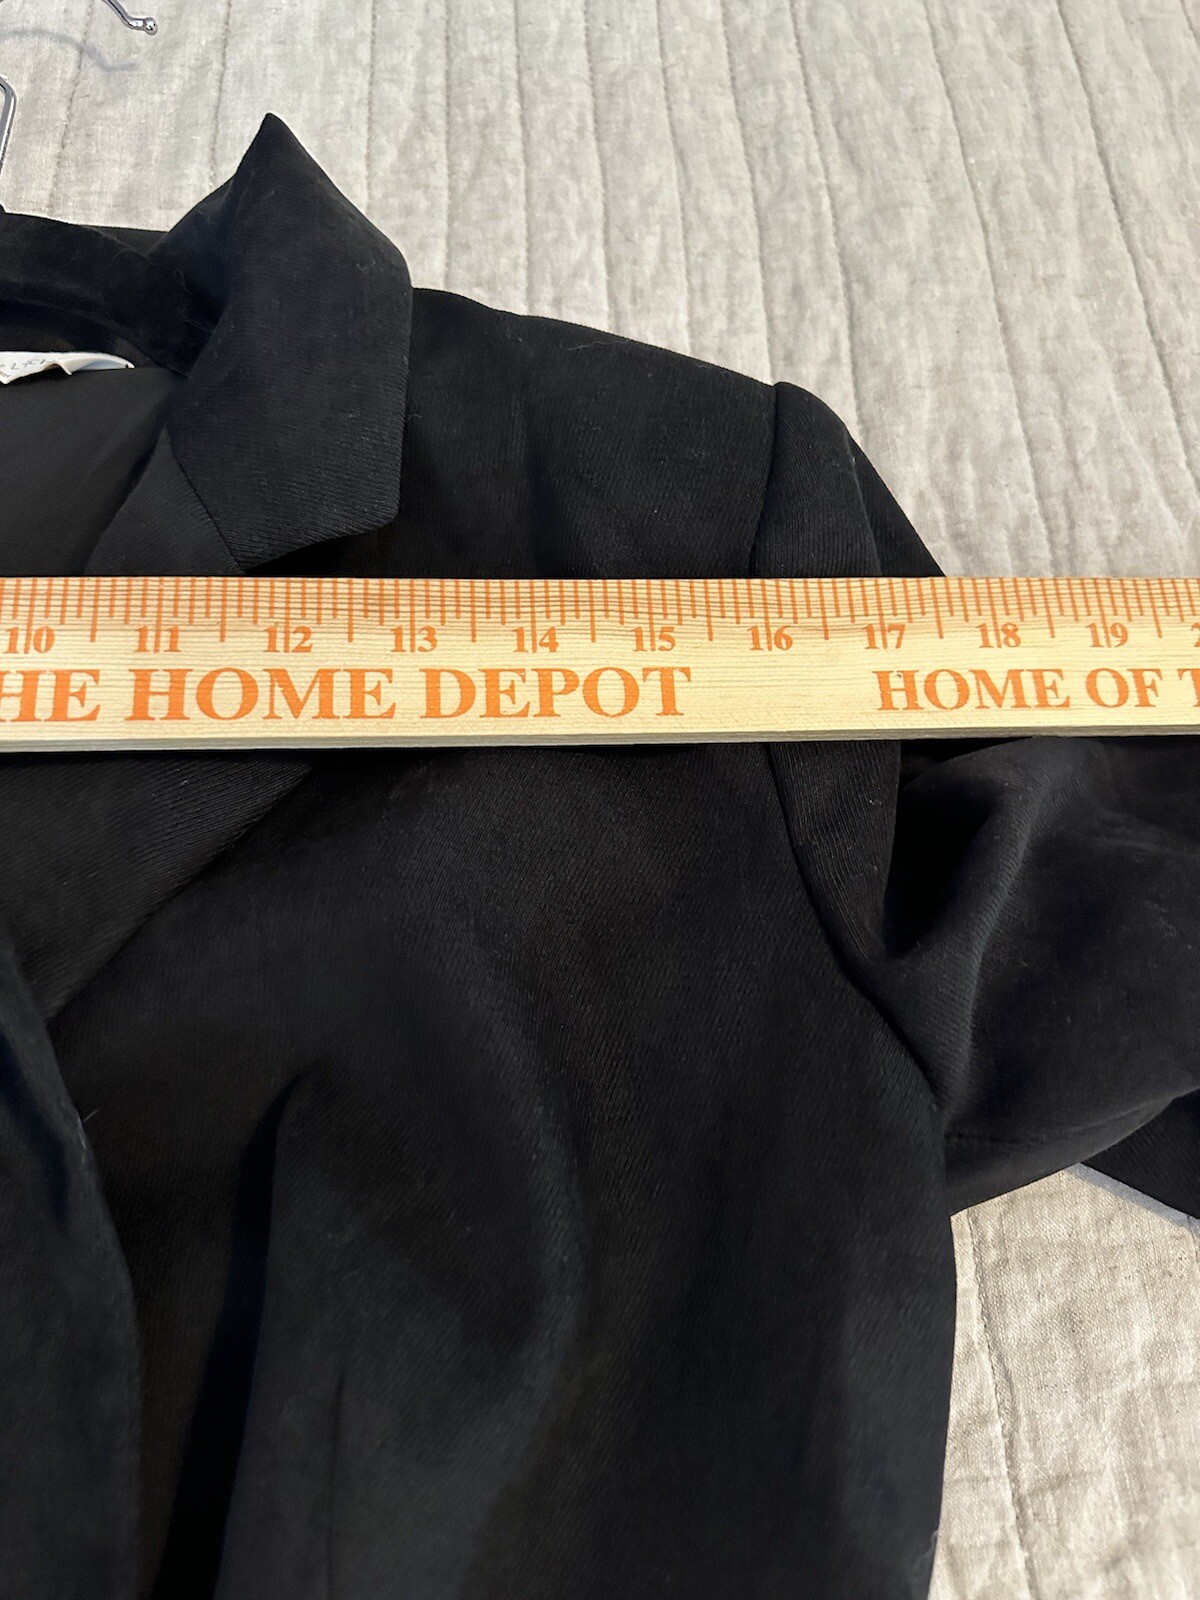 10 11 12 13 14 15 16 17 18 19
HE HOME DEPOT HOME OF T